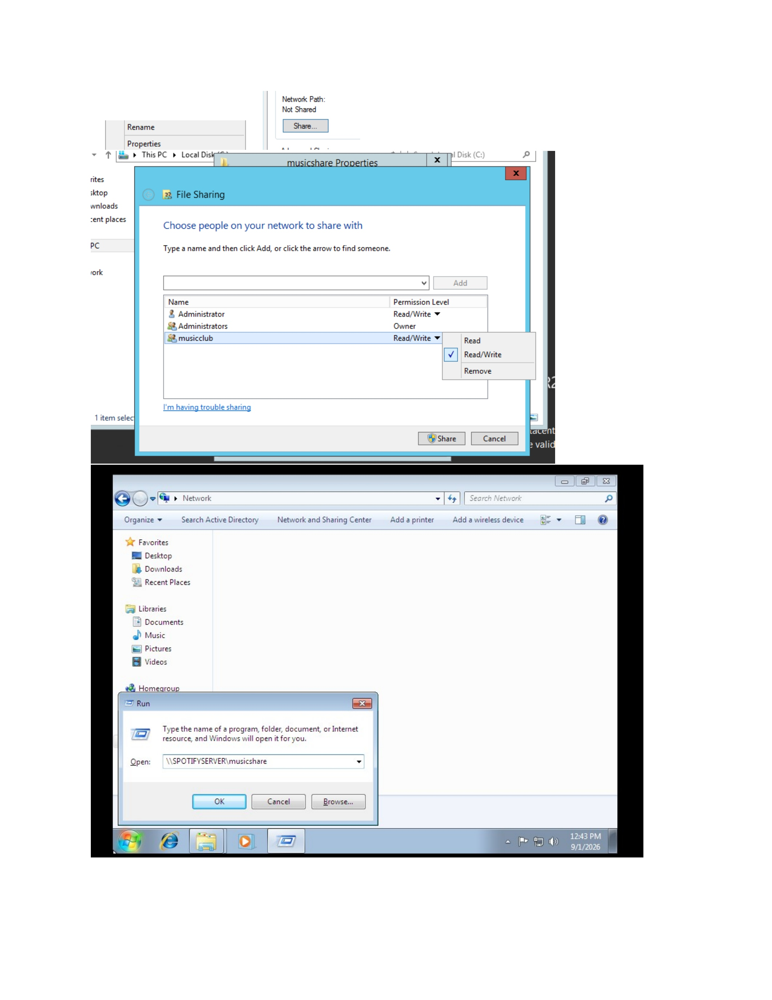 Network Path:
Not Shared
Share...
Rename
Properties
This PC
Local Disk
al Disk (C:)
musicshare Properties
rites
sktop
wnloads
cent places
PC
ork
File Sharing
Choose people on your network to share with
Type a name and then click Add, or click the arrow to find someone.
Add
Name Permission Level
Administrator Read/Write
Administrators Owner
musicclub Read/Write
Read
Read/Write
Remove
R2
I'm having trouble sharing
1 item selec
tacent
e valid
Share Cancel
Network
Search Network
Organize Search Active Directory Network and Sharing Center Add a printer Add a wireless device
Favorites
Desktop
Downloads
Recent Places
Libraries
Documents
Music
Pictures
Videos
Homegroup
Run
Type the name of a program, folder, document, or Internet
resource, and Windows will open it for you.
Open: \\SPOTIFYSERVER\musicshare
OK Cancel Browse...
12:43 PM
9/1/2026